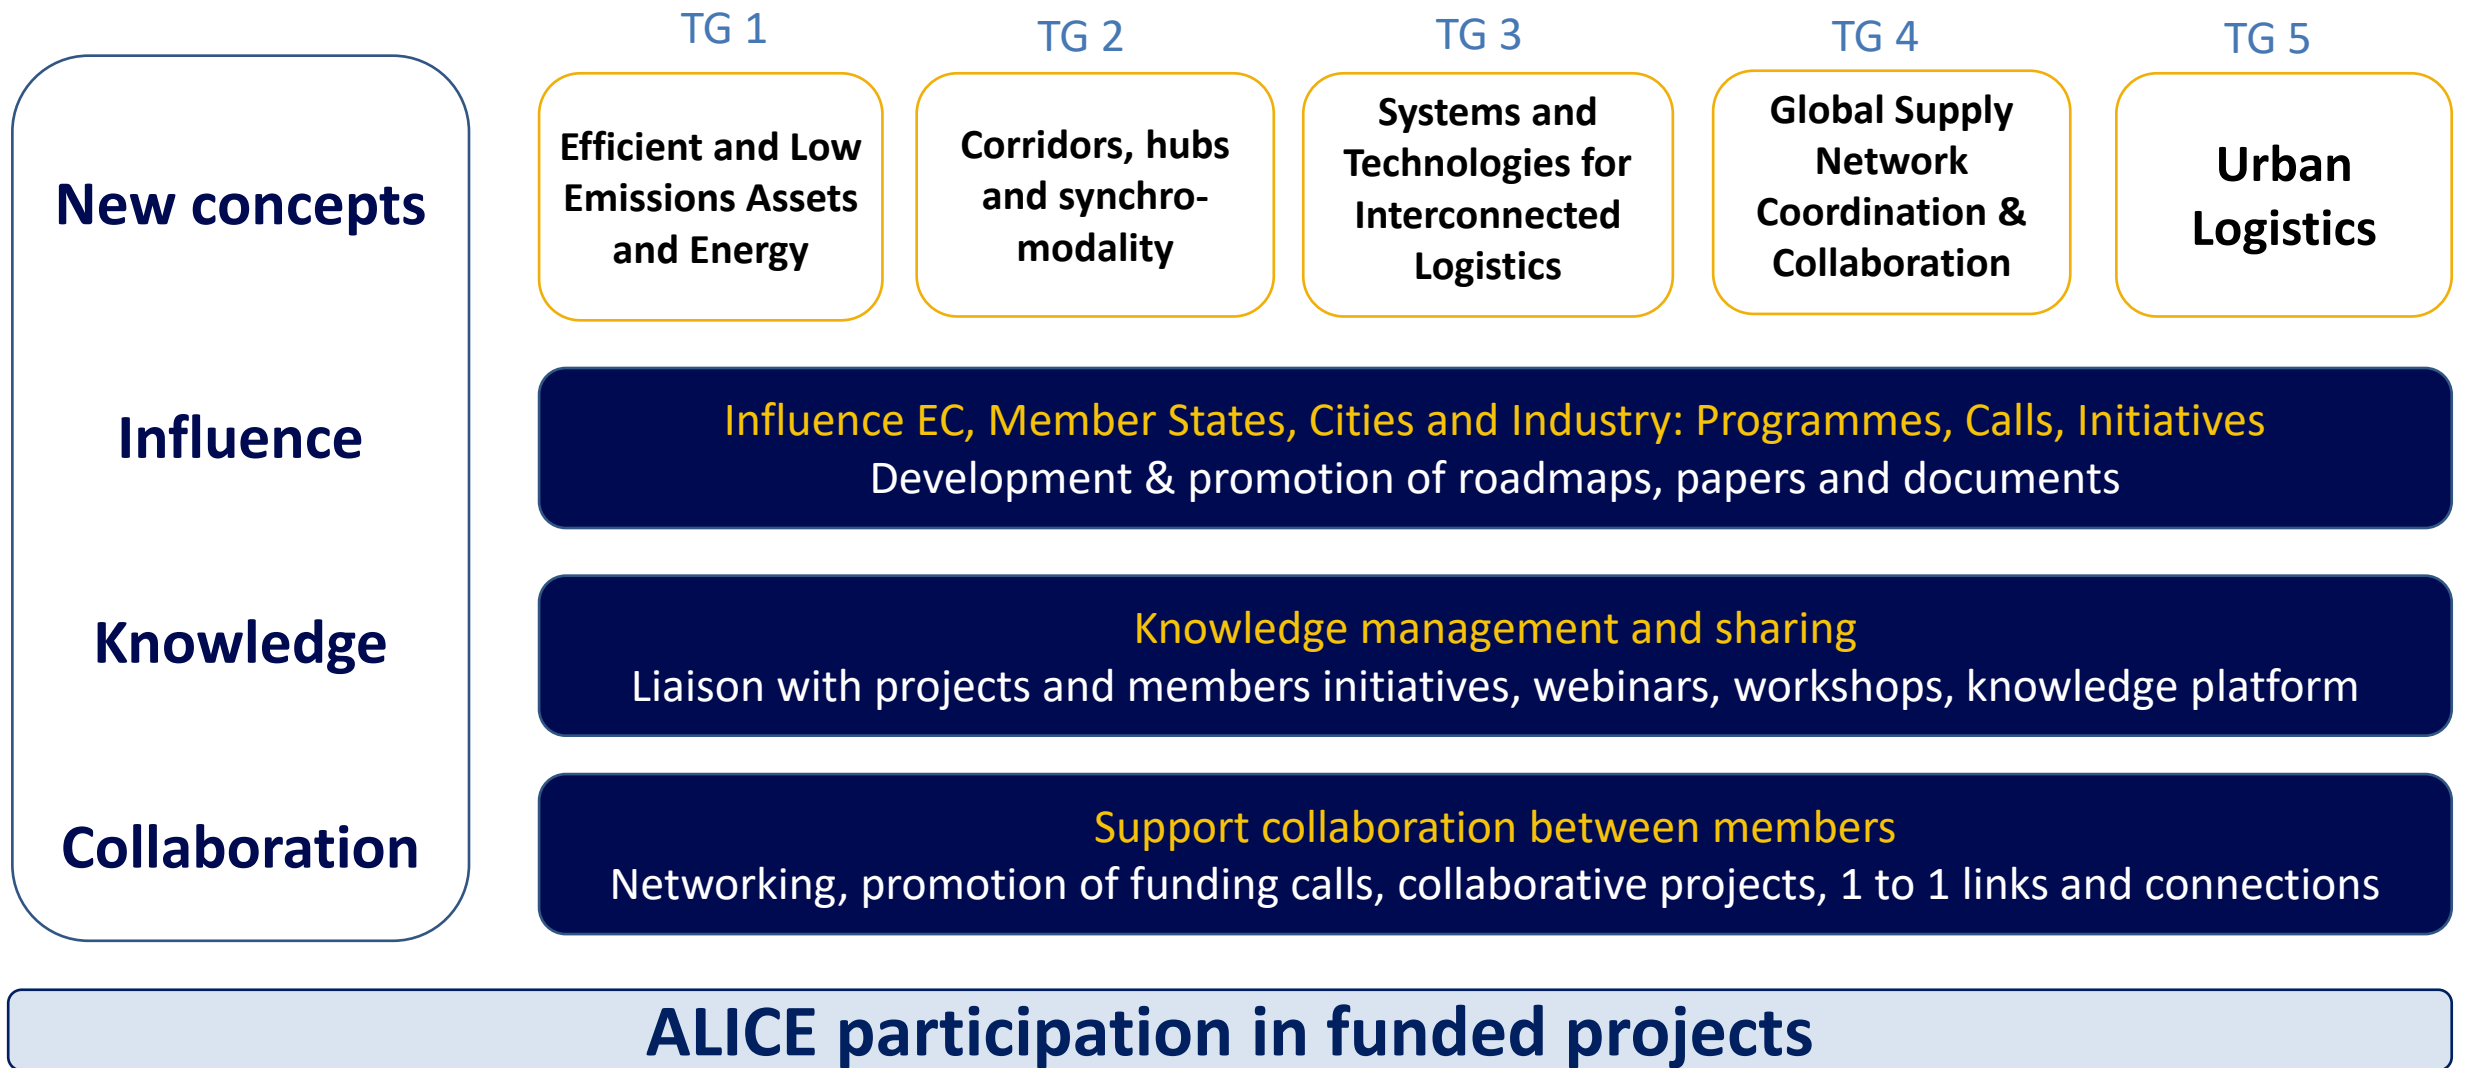 TG 1
TG 2
TG 3
TG 4
TG 5
New concepts
Efficient and Low
Emissions Assets
and Energy
Corridors, hubs
and synchro-
modality
Systems and
Technologies for
Interconnected
Logistics
Global Supply
Network
Coordination &
Collaboration
Urban
Logistics
Influence
Influence EC, Member States, Cities and Industry: Programmes, Calls, Initiatives
Development & promotion of roadmaps, papers and documents
Knowledge
Knowledge management and sharing
Liaison with projects and members initiatives, webinars, workshops, knowledge platform
Collaboration
Support collaboration between members
Networking, promotion of funding calls, collaborative projects, 1 to 1 links and connections
ALICE participation in funded projects